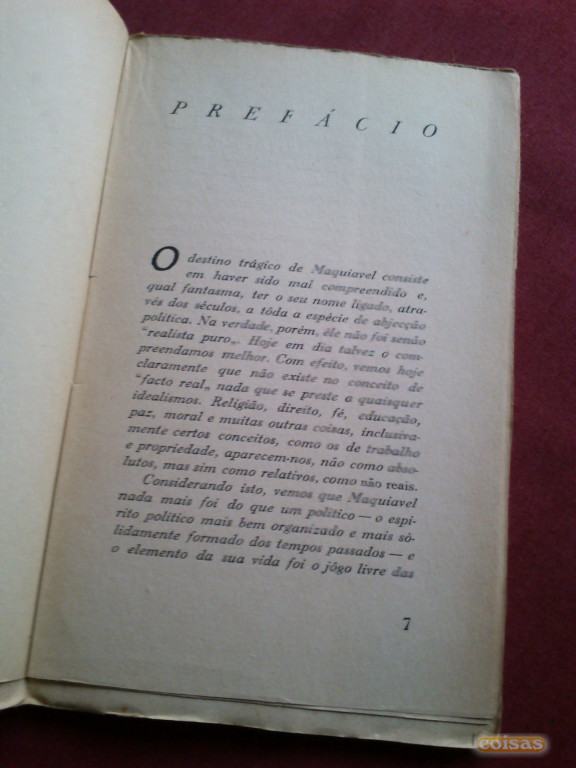 PREFÁCIO
O destino trágico de Maquiavel consiste
em haver sido mal compreendido e,
qual fantasma, ter o seu nome ligado, atra-
vés dos séculos, a tôda a espécie de abjecção
política. Na verdade, porém, êle não foi senão
"realista puro„. Hoje em dia talvez o com-
preendamos melhor. Com efeito, vemos hoje
claramente que não existe no conceito de
"facto real„ nada que se preste a quaisquer
idealismos. Religião, direito, fé, educação,
paz, moral e muitas outras coisas, inclusiva-
mente certos conceitos, como os de trabalho
e propriedade, aparecem-nos, não como abso-
lutos, mas sim como relativos, como não reais.
Considerando isto, vemos que Maquiavel
nada mais foi do que um político — o espí-
rito político mais bem organizado e mais só-
lidamente formado dos tempos passados — e
o elemento da sua vida foi o jôgo livre das
7
coisas